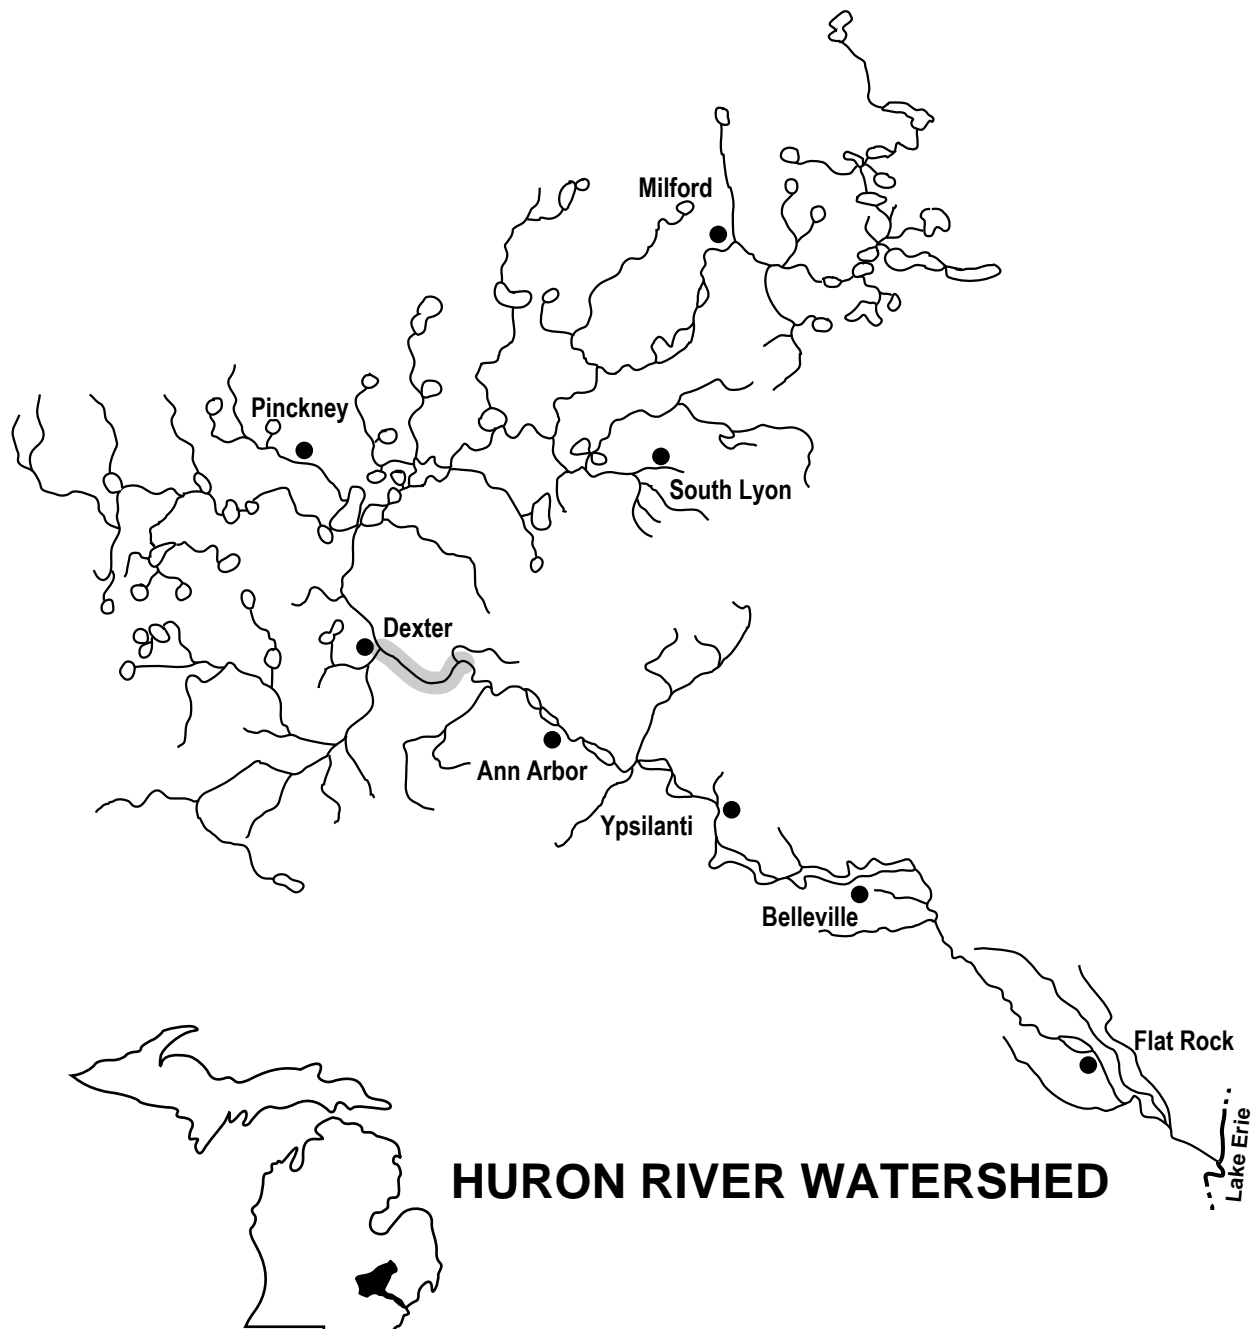 Milford
Pinckney
South Lyon
Dexter
Ann Arbor
Ypsilanti
Belleville
Flat Rock
Lake Erie
HURON RIVER WATERSHED